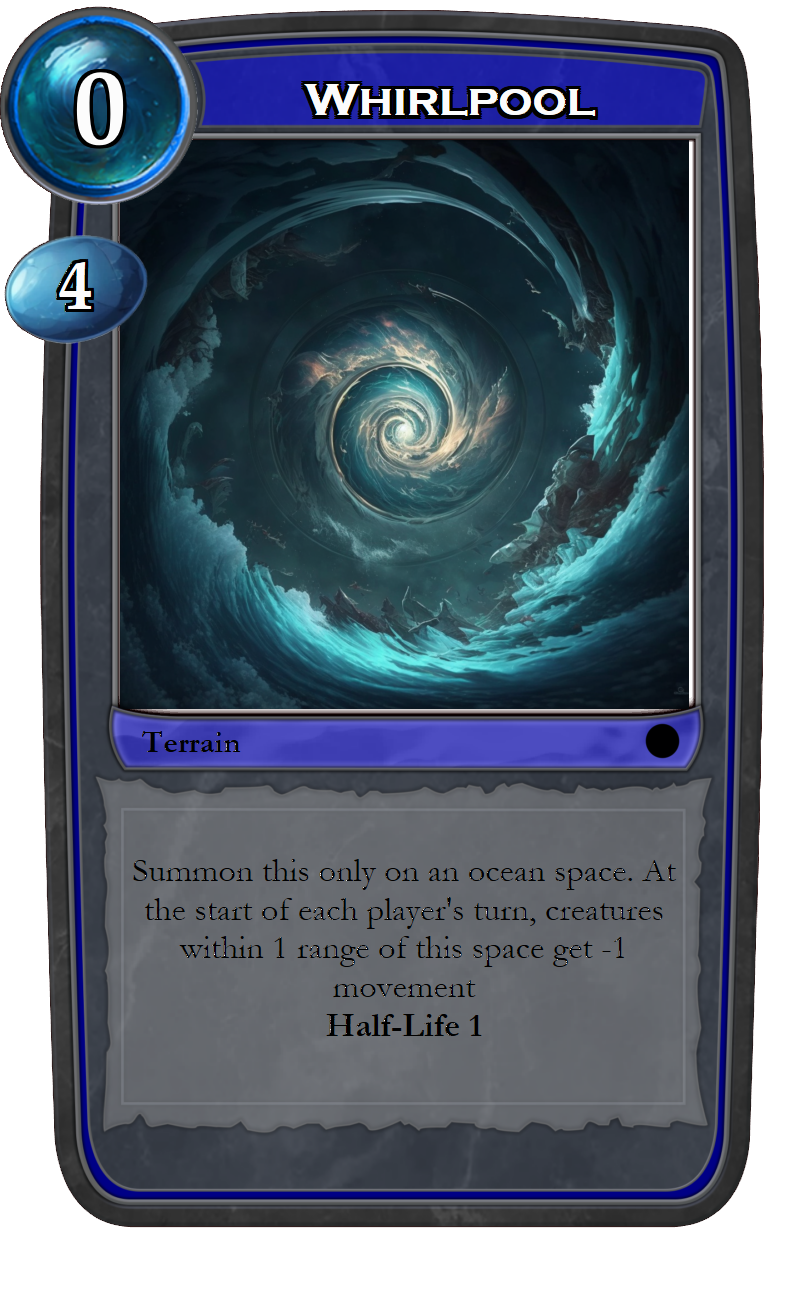 0
Whirlpool
4
Terrain
Summon this only on an ocean space. At
the start of each player's turn, creatures
within 1 range of this space get -1
movement
Half-Life 1